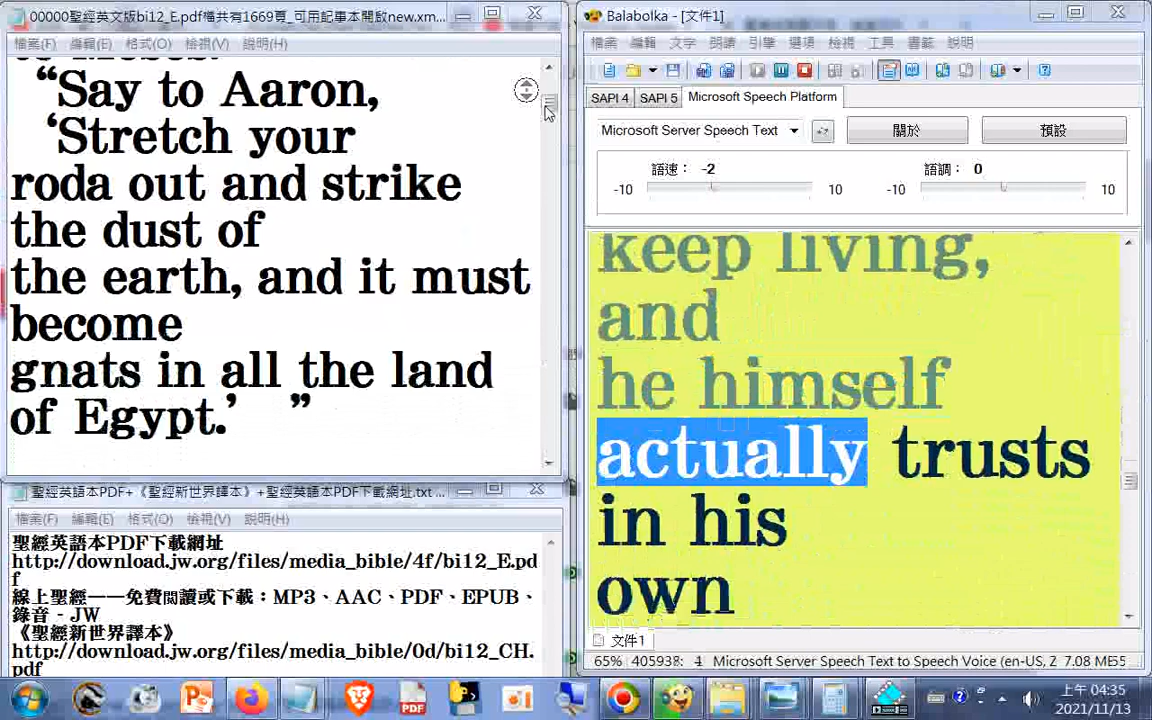 00000聖經英文版bi12_E.pdf檔共有1669頁_可用記事本開啟new.xm...
檔案(F) 編輯(E) 格式(O) 檢視(V) 說明(H)
“Say to Aaron,
‘Stretch your
roda out and strike
the dust of
the earth, and it must
become
gnats in all the land
of Egypt.’ ”
聖經英語本PDF+《聖經新世界譯本》+聖經英語本PDF下載網址.txt ...
檔案(F) 編輯(E) 格式(O) 檢視(V) 說明(H)
聖經英語本PDF下載網址
http://download.jw.org/files/media_bible/4f/bi12_E.pd
f
線上聖經——免費閱讀或下載：MP3、AAC、PDF、EPUB、
錄音 - JW
《聖經新世界譯本》
http://download.jw.org/files/media_bible/0d/bi12_CH.
pdf
Balabolka - [文件1]
檔案 編輯 文字 朗讀 引擎 選項 檢視 工具 書籤 說明
SAPI 4 SAPI 5 Microsoft Speech Platform
Microsoft Server Speech Text 關於 預設
語速： -2 語調： 0
-10 10 -10 10
keep living,
and
he himself
actually trusts
in his
own
文件1
65% 405938: 4 Microsoft Server Speech Text to Speech Voice (en-US, 2 7.08 MB
上午 04:35
2021/11/13